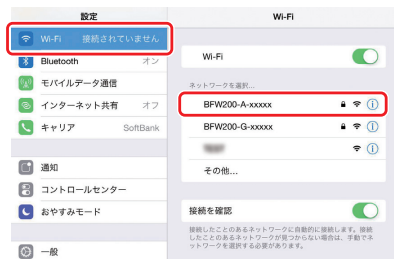 設定
Wi-Fi 接続されていません
Bluetooth オン
モバイルデータ通信
インターネット共有 オフ
キャリア SoftBank
通知
コントロールセンター
おやすみモード
一般
Wi-Fi
Wi-Fi
ネットワークを選択...
BFW200-A-xxxxx
BFW200-G-xxxxx
その他...
接続を確認
接続したことのあるネットワークに自動的に接続します。接続
したことのあるネットワークが見つからない場合は、手動でネ
ットワークを選択する必要があります。